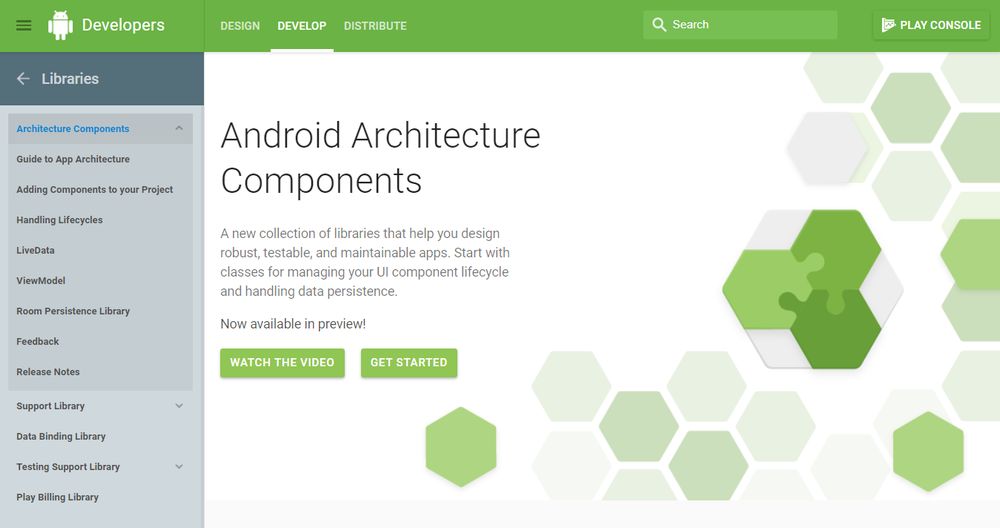 Developers
DESIGN
DEVELOP
DISTRIBUTE
Search
PLAY CONSOLE
Libraries
Architecture Components
Guide to App Architecture
Adding Components to your Project
Handling Lifecycles
LiveData
ViewModel
Room Persistence Library
Feedback
Release Notes
Support Library
Data Binding Library
Testing Support Library
Play Billing Library
Android Architecture
Components
A new collection of libraries that help you design
robust, testable, and maintainable apps. Start with
classes for managing your UI component lifecycle
and handling data persistence.
Now available in preview!
WATCH THE VIDEO
GET STARTED